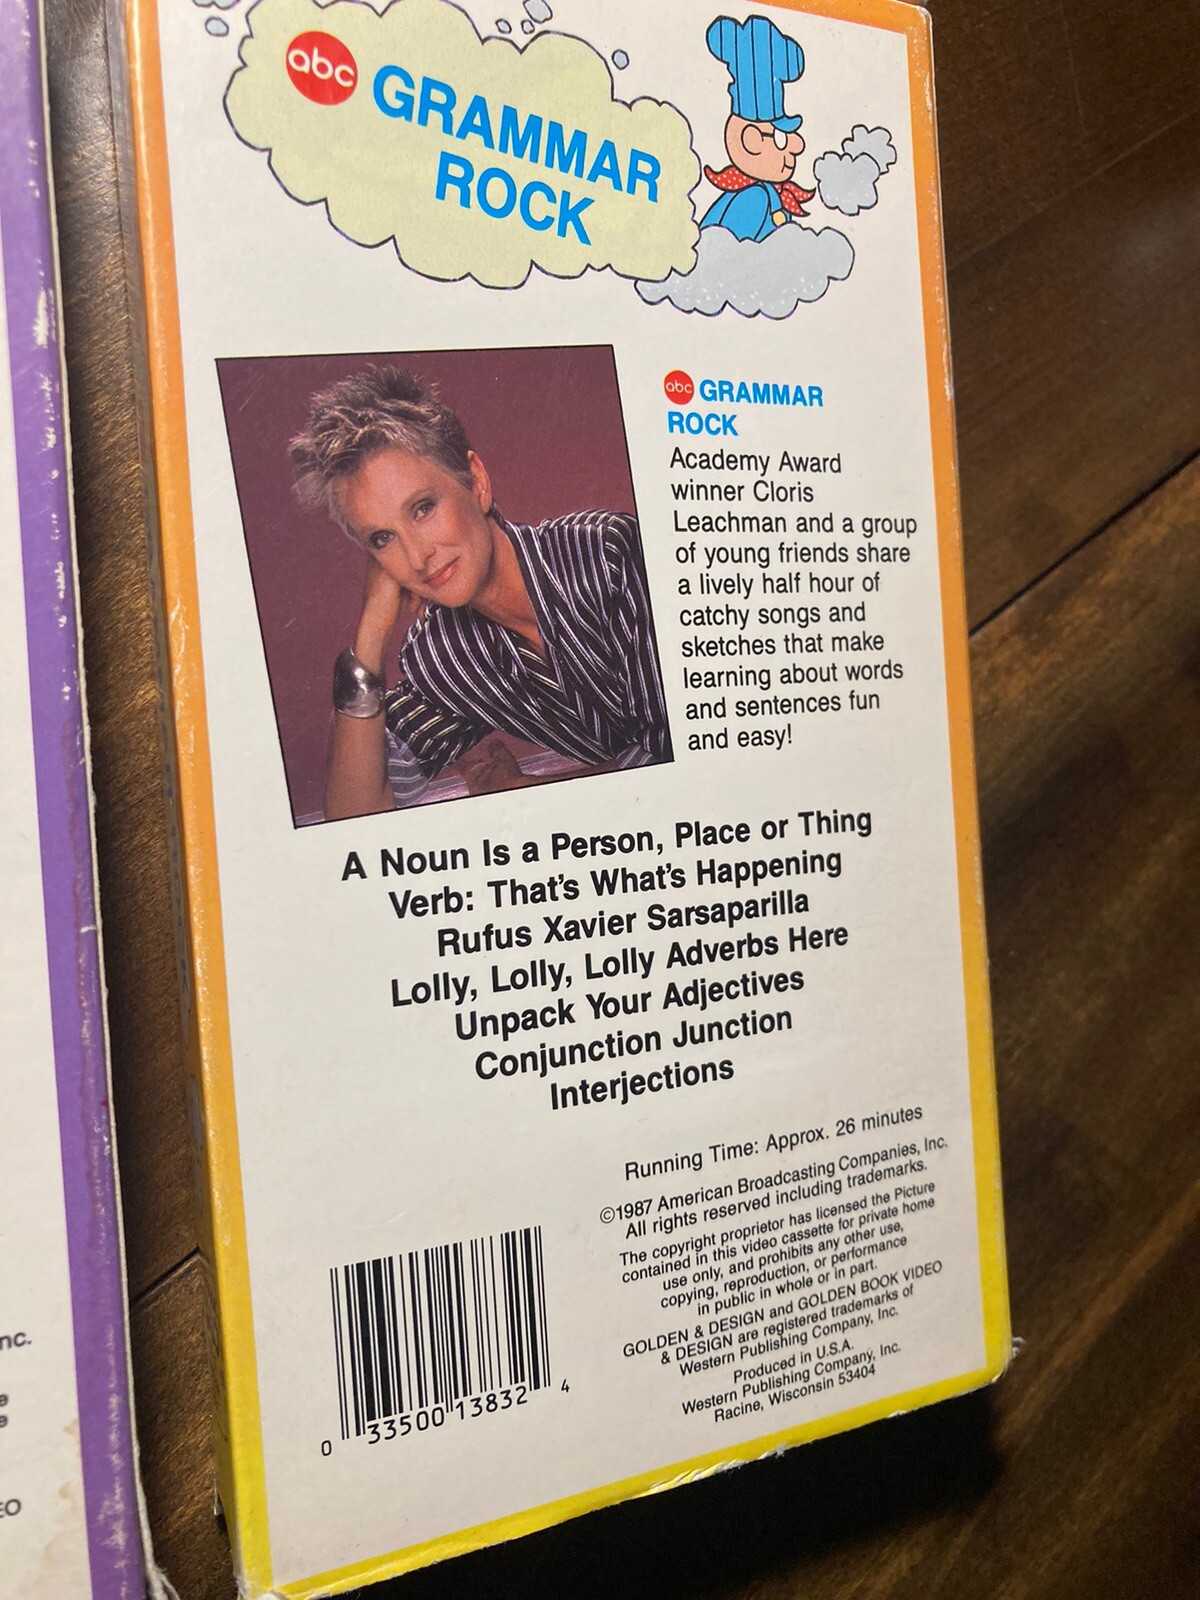 abc GRAMMAR
ROCK
abc GRAMMAR
ROCK
Academy Award
winner Cloris
Leachman and a group
of young friends share
a lively half hour of
catchy songs and
sketches that make
learning about words
and sentences fun
and easy!
A Noun Is a Person, Place or Thing
Verb: That's What's Happening
Rufus Xavier Sarsaparilla
Lolly, Lolly, Lolly Adverbs Here
Unpack Your Adjectives
Conjunction Junction
Interjections
Running Time: Approx. 26 minutes
©1987 American Broadcasting Companies, Inc.
All rights reserved including trademarks.
The copyright proprietor has licensed the Picture
contained in this video cassette for private home
use only, and prohibits any other use,
copying, reproduction, or performance
in public in whole or in part.
GOLDEN & DESIGN and GOLDEN BOOK VIDEO
& DESIGN are registered trademarks of
Western Publishing Company, Inc.
Produced in U.S.A.
Western Publishing Company, Inc.
Racine, Wisconsin 53404
0 33500 13832 4
nc.